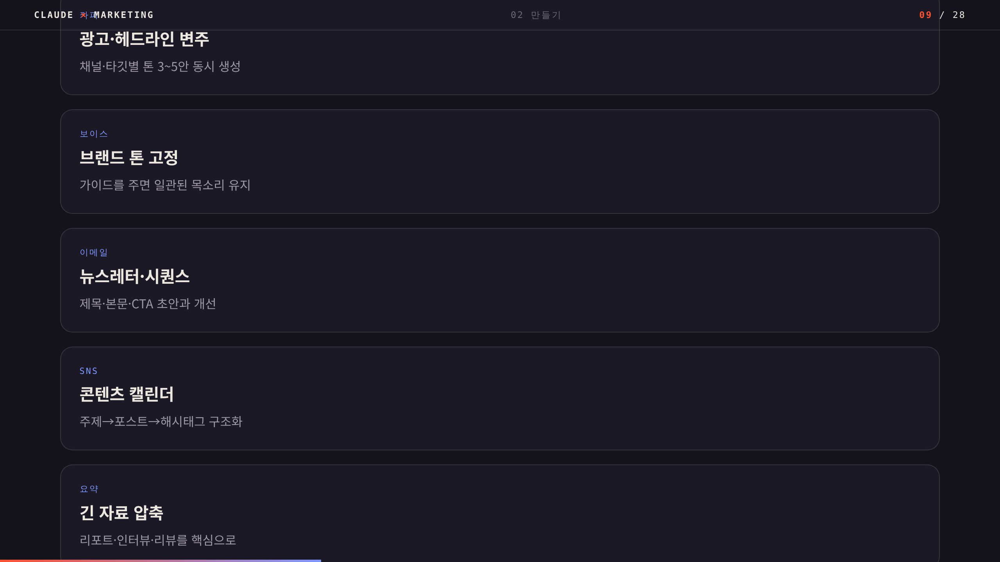 CLAUDE × MARKETING
02 만들기
09 / 28
카피
광고·헤드라인 변주
채널·타깃별 톤 3~5안 동시 생성
보이스
브랜드 톤 고정
가이드를 주면 일관된 목소리 유지
이메일
뉴스레터·시퀀스
제목·본문·CTA 초안과 개선
SNS
콘텐츠 캘린더
주제→포스트→해시태그 구조화
요약
긴 자료 압축
리포트·인터뷰·리뷰를 핵심으로